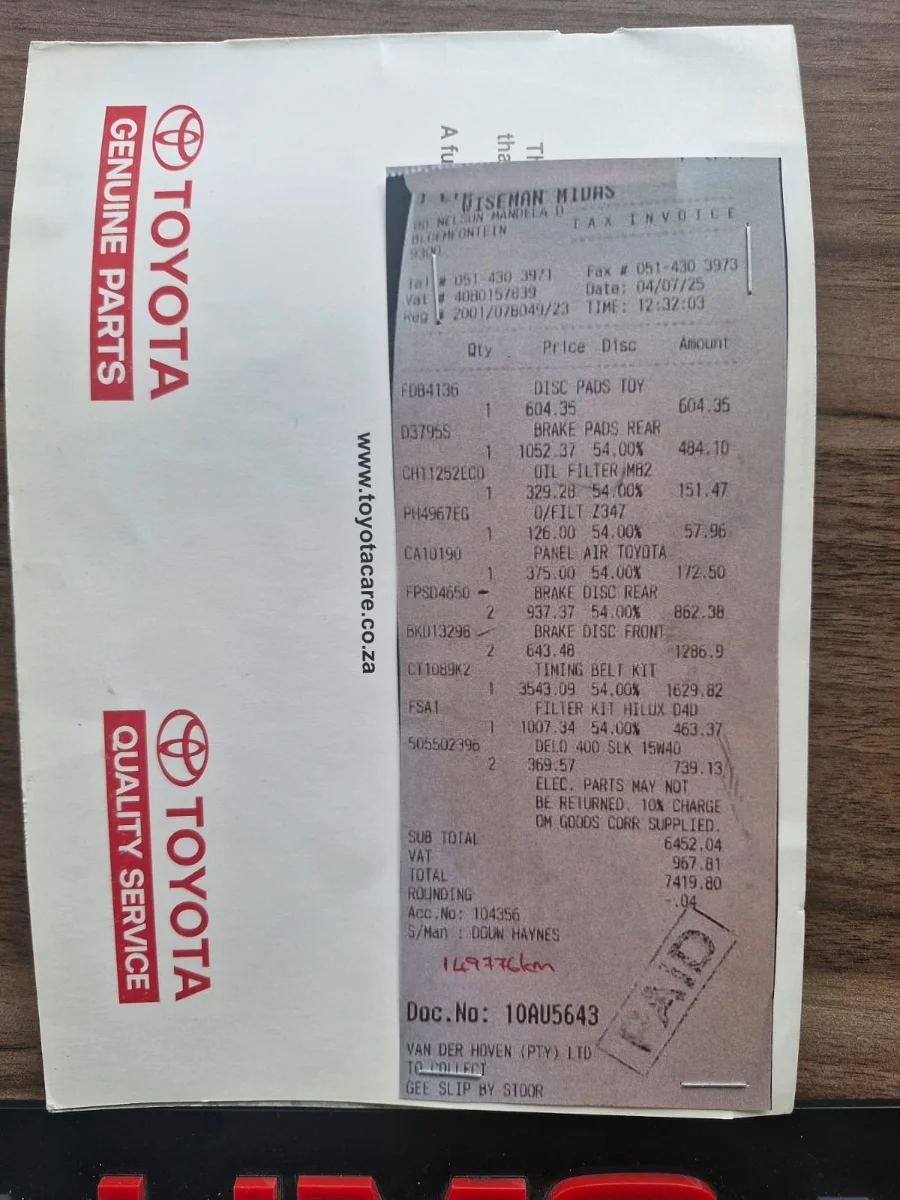 TOYOTA
GENUINE PARTS
TOYOTA
QUALITY SERVICE
www.toyotacare.co.za
Th
tha
A fu
WISEMAN MIDAS
NELSON MANDELA D
TAX INVOICE
BLOEMFONTEIN
9300
Tel # 051-430 3971 Fax # 051-430 3973
Vat # 4080157839 Date: 04/07/25
Reg # 2001/078049/23 TIME: 12:32:03
Qty Price Disc Amount
FDB4136 DISC PADS TOY
1 604.35 604.35
D3795S BRAKE PADS REAR
1 1052.37 54.00% 484.10
CH11252ECO OIL FILTER MB2
1 329.28 54.00% 151.47
PH4967EG O/FILT Z347
1 126.00 54.00% 57.96
CA10190 PANEL AIR TOYOTA
1 375.00 54.00% 172.50
FPSD4650 - BRAKE DISC REAR
2 937.37 54.00% 862.38
BKD1329B BRAKE DISC FRONT
2 643.48 1286.9
CT1089K2 TIMING BELT KIT
1 3543.09 54.00% 1629.82
FSA1 FILTER KIT HILUX D4D
1 1007.34 54.00% 463.37
505502396 DELO 400 SLK 15W40
2 369.57 739.13
ELEC. PARTS MAY NOT
BE RETURNED. 10% CHARGE
OM GOODS CORR SUPPLIED.
SUB TOTAL 6452.04
VAT 967.81
TOTAL 7419.80
ROUNDING -.04
Acc.No: 104356
S/Man : DOUW HAYNES
149776km
PAID
Doc.No: 10AU5643
VAN DER HOVEN (PTY) LTD
TO COLLECT
GEE SLIP BY STOOR